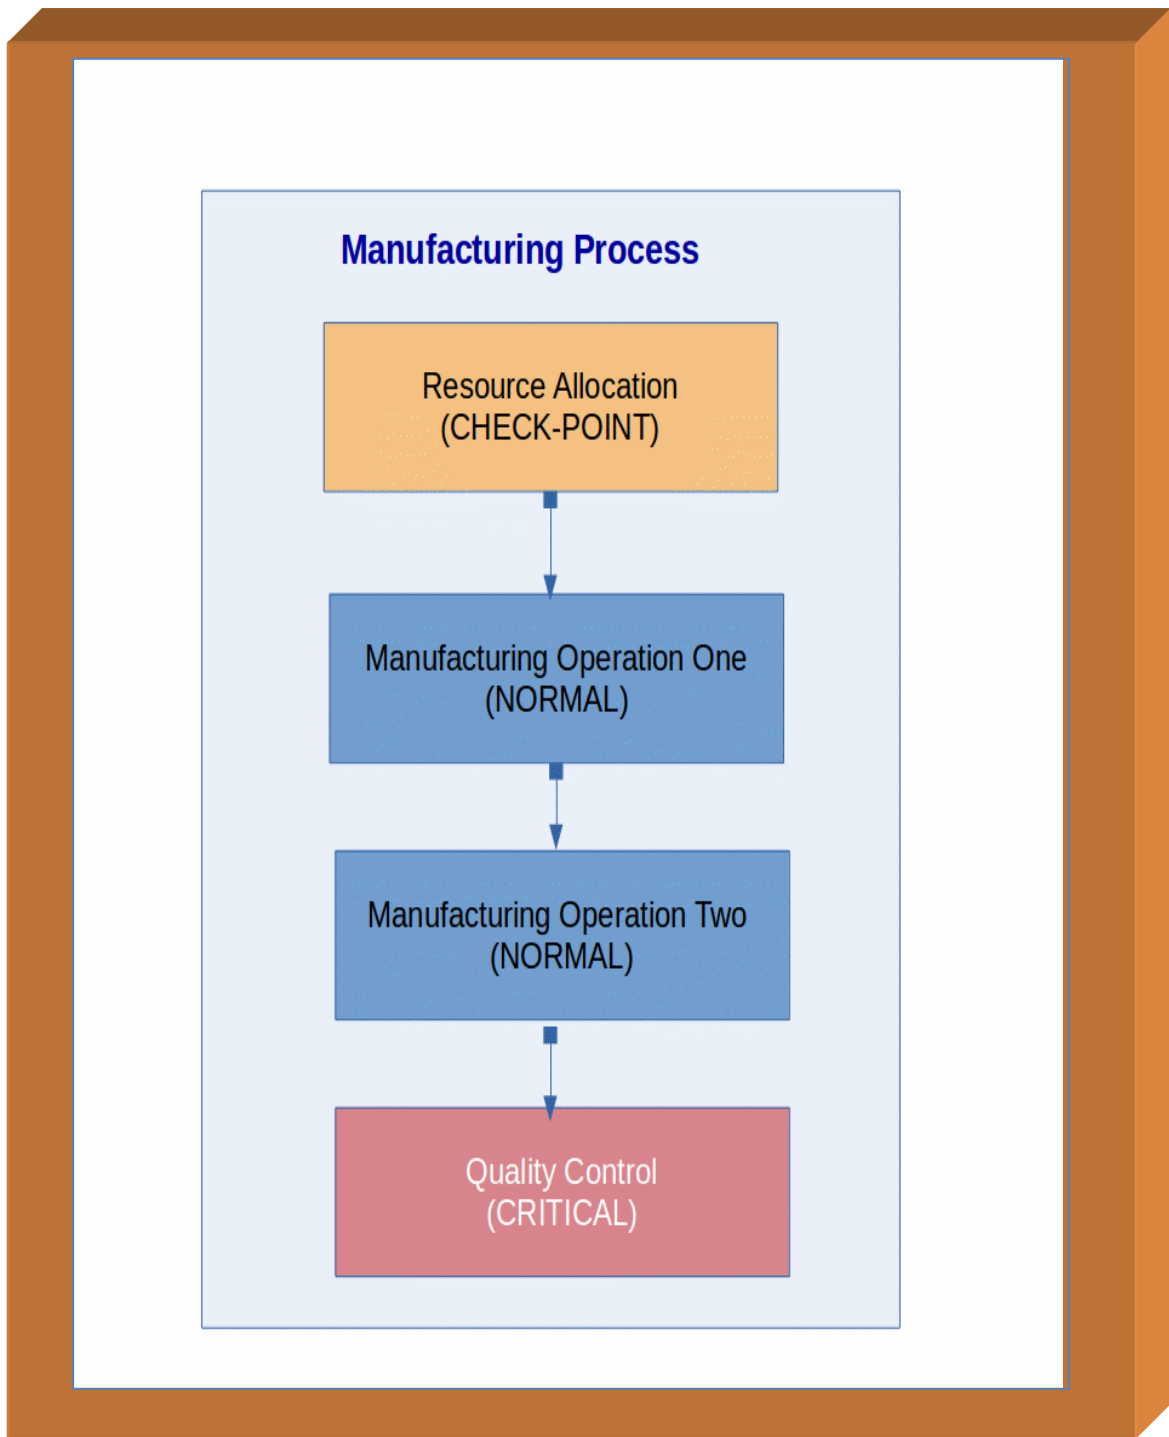 Manufacturing Process
Resource Allocation
(CHECK-POINT)
Manufacturing Operation One
(NORMAL)
Manufacturing Operation Two
(NORMAL)
Quality Control
(CRITICAL)